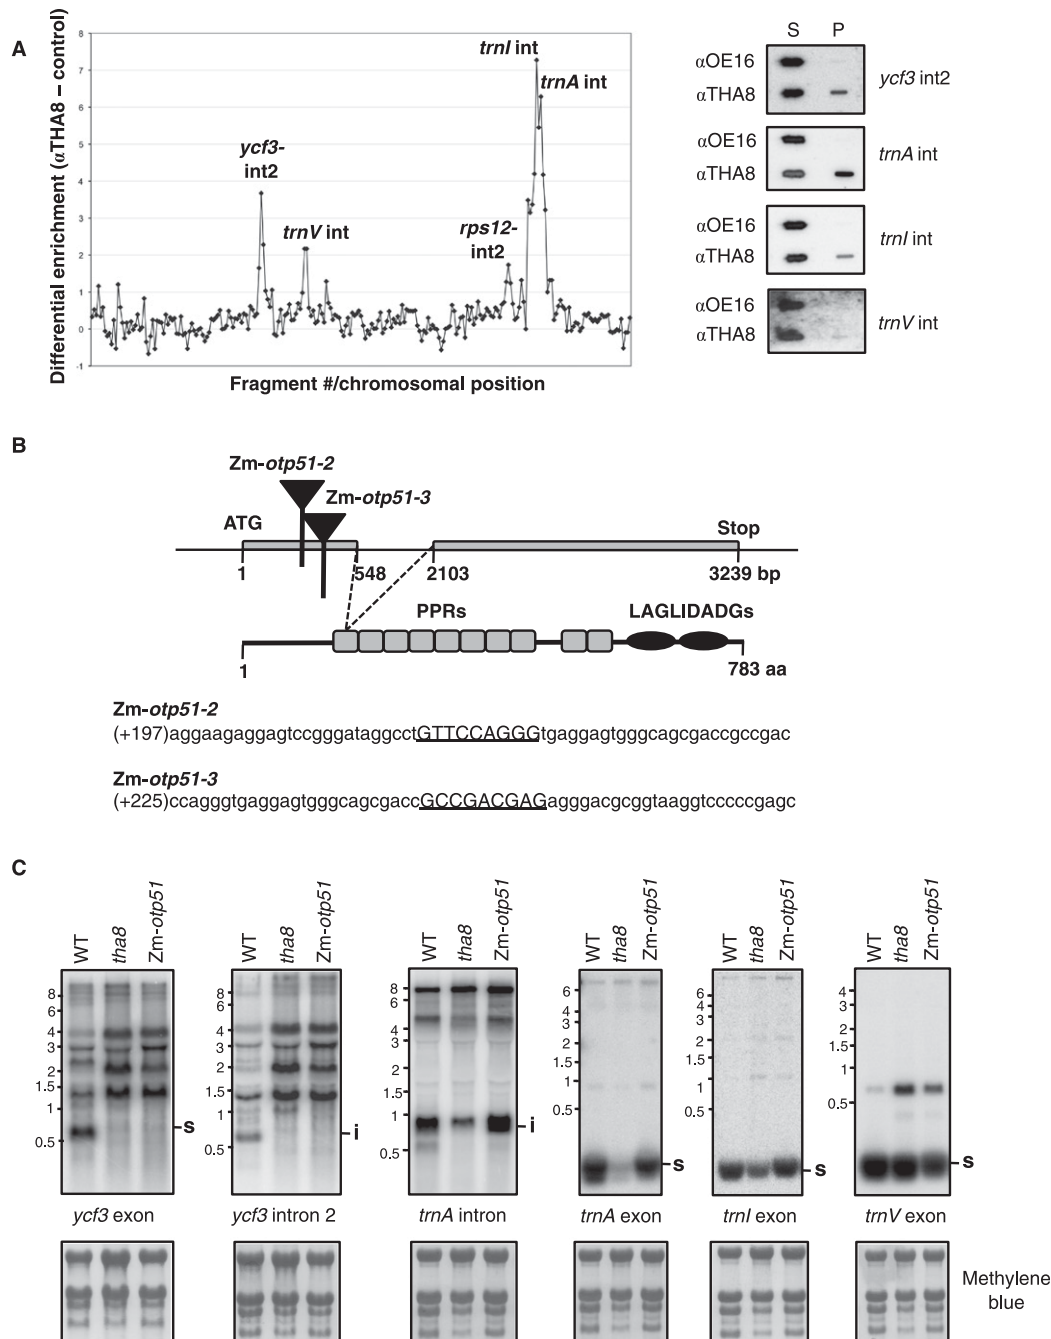 A
Differential enrichment (αTHA8 – control)
8
7
6
5
4
3
2
1
0
-1
ycf3-
int2
trnV int
rps12-
int2
trnI int
trnA int
Fragment #/chromosomal position
S P
αOE16
αTHA8
ycf3 int2
αOE16
αTHA8
trnA int
αOE16
αTHA8
trnI int
αOE16
αTHA8
trnV int
B
Zm-otp51-2
Zm-otp51-3
ATG
Stop
1
548
2103
3239 bp
PPRs
LAGLIDADGs
1
783 aa
Zm-otp51-2
(+197)aggaagaggagtccgggataggcctGTTCCAGGGtgaggagtgggcagcgaccgccgac
Zm-otp51-3
(+225)ccagggtgaggagtgggcagcgaccGCCGACGAGagggacgcggtaaggtcccccgagc
C
WT tha8 Zm-otp51
8
4
3
2
1.5
1
0.5
s
ycf3 exon
WT tha8 Zm-otp51
8
4
3
2
1.5
1
0.5
i
ycf3 intron 2
WT tha8 Zm-otp51
8
4
3
2
1
0.5
i
trnA intron
WT tha8 Zm-otp51
6
4
3
2
1.5
1
0.5
s
trnA exon
WT tha8 Zm-otp51
6
4
3
2
1.5
1
0.5
s
trnI exon
WT tha8 Zm-otp51
4
3
2
1.5
1
0.5
s
trnV exon
Methylene
blue